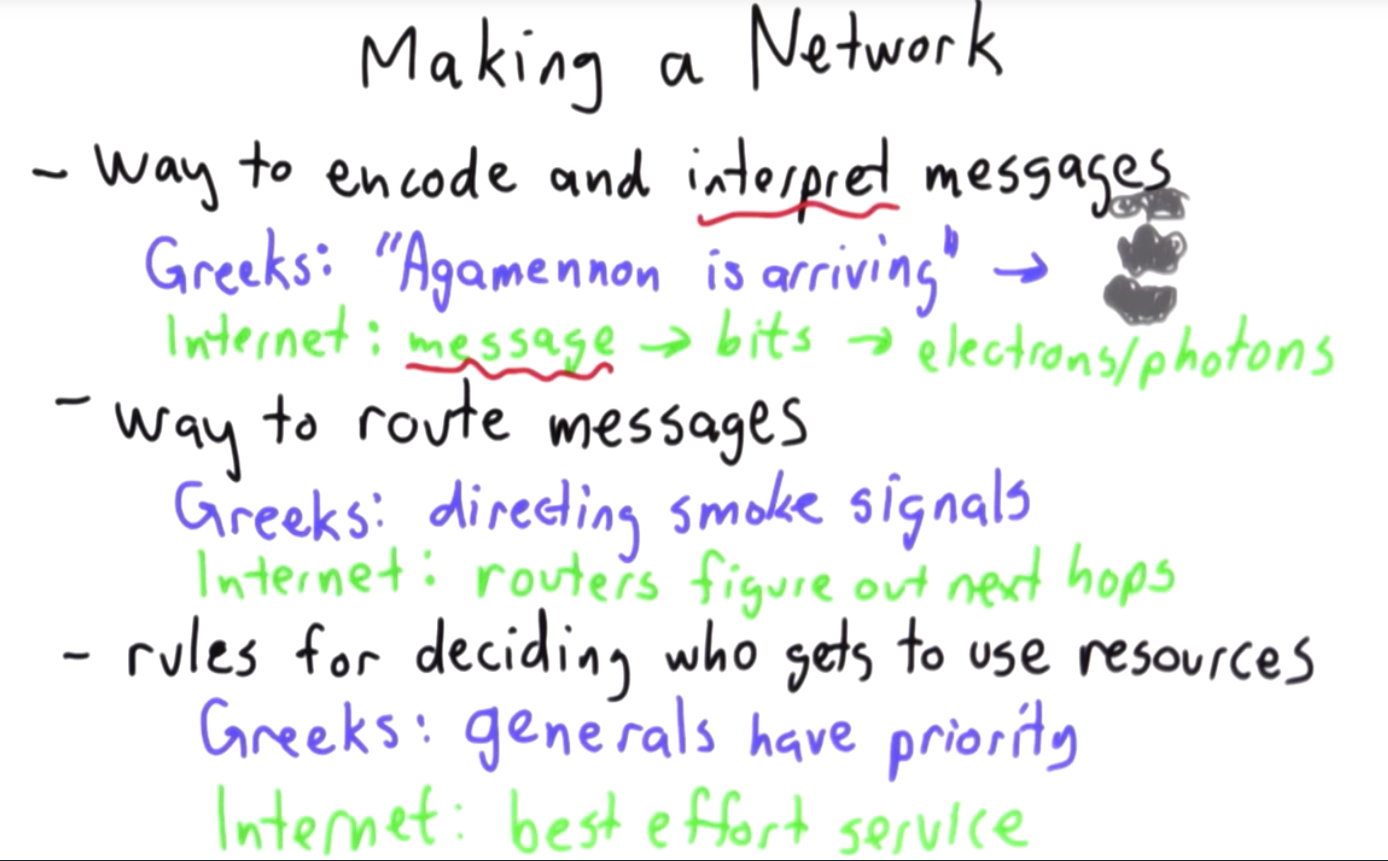 Making a Network
- way to encode and interpret mesgages
Greeks: "Agamennon is arriving" →
Internet: message → bits → electrons/photons
- way to route messages
Greeks: directing smoke signals
Internet: routers figure out next hops
- rules for deciding who gets to use resources
Greeks: generals have priority
Internet: best effort service